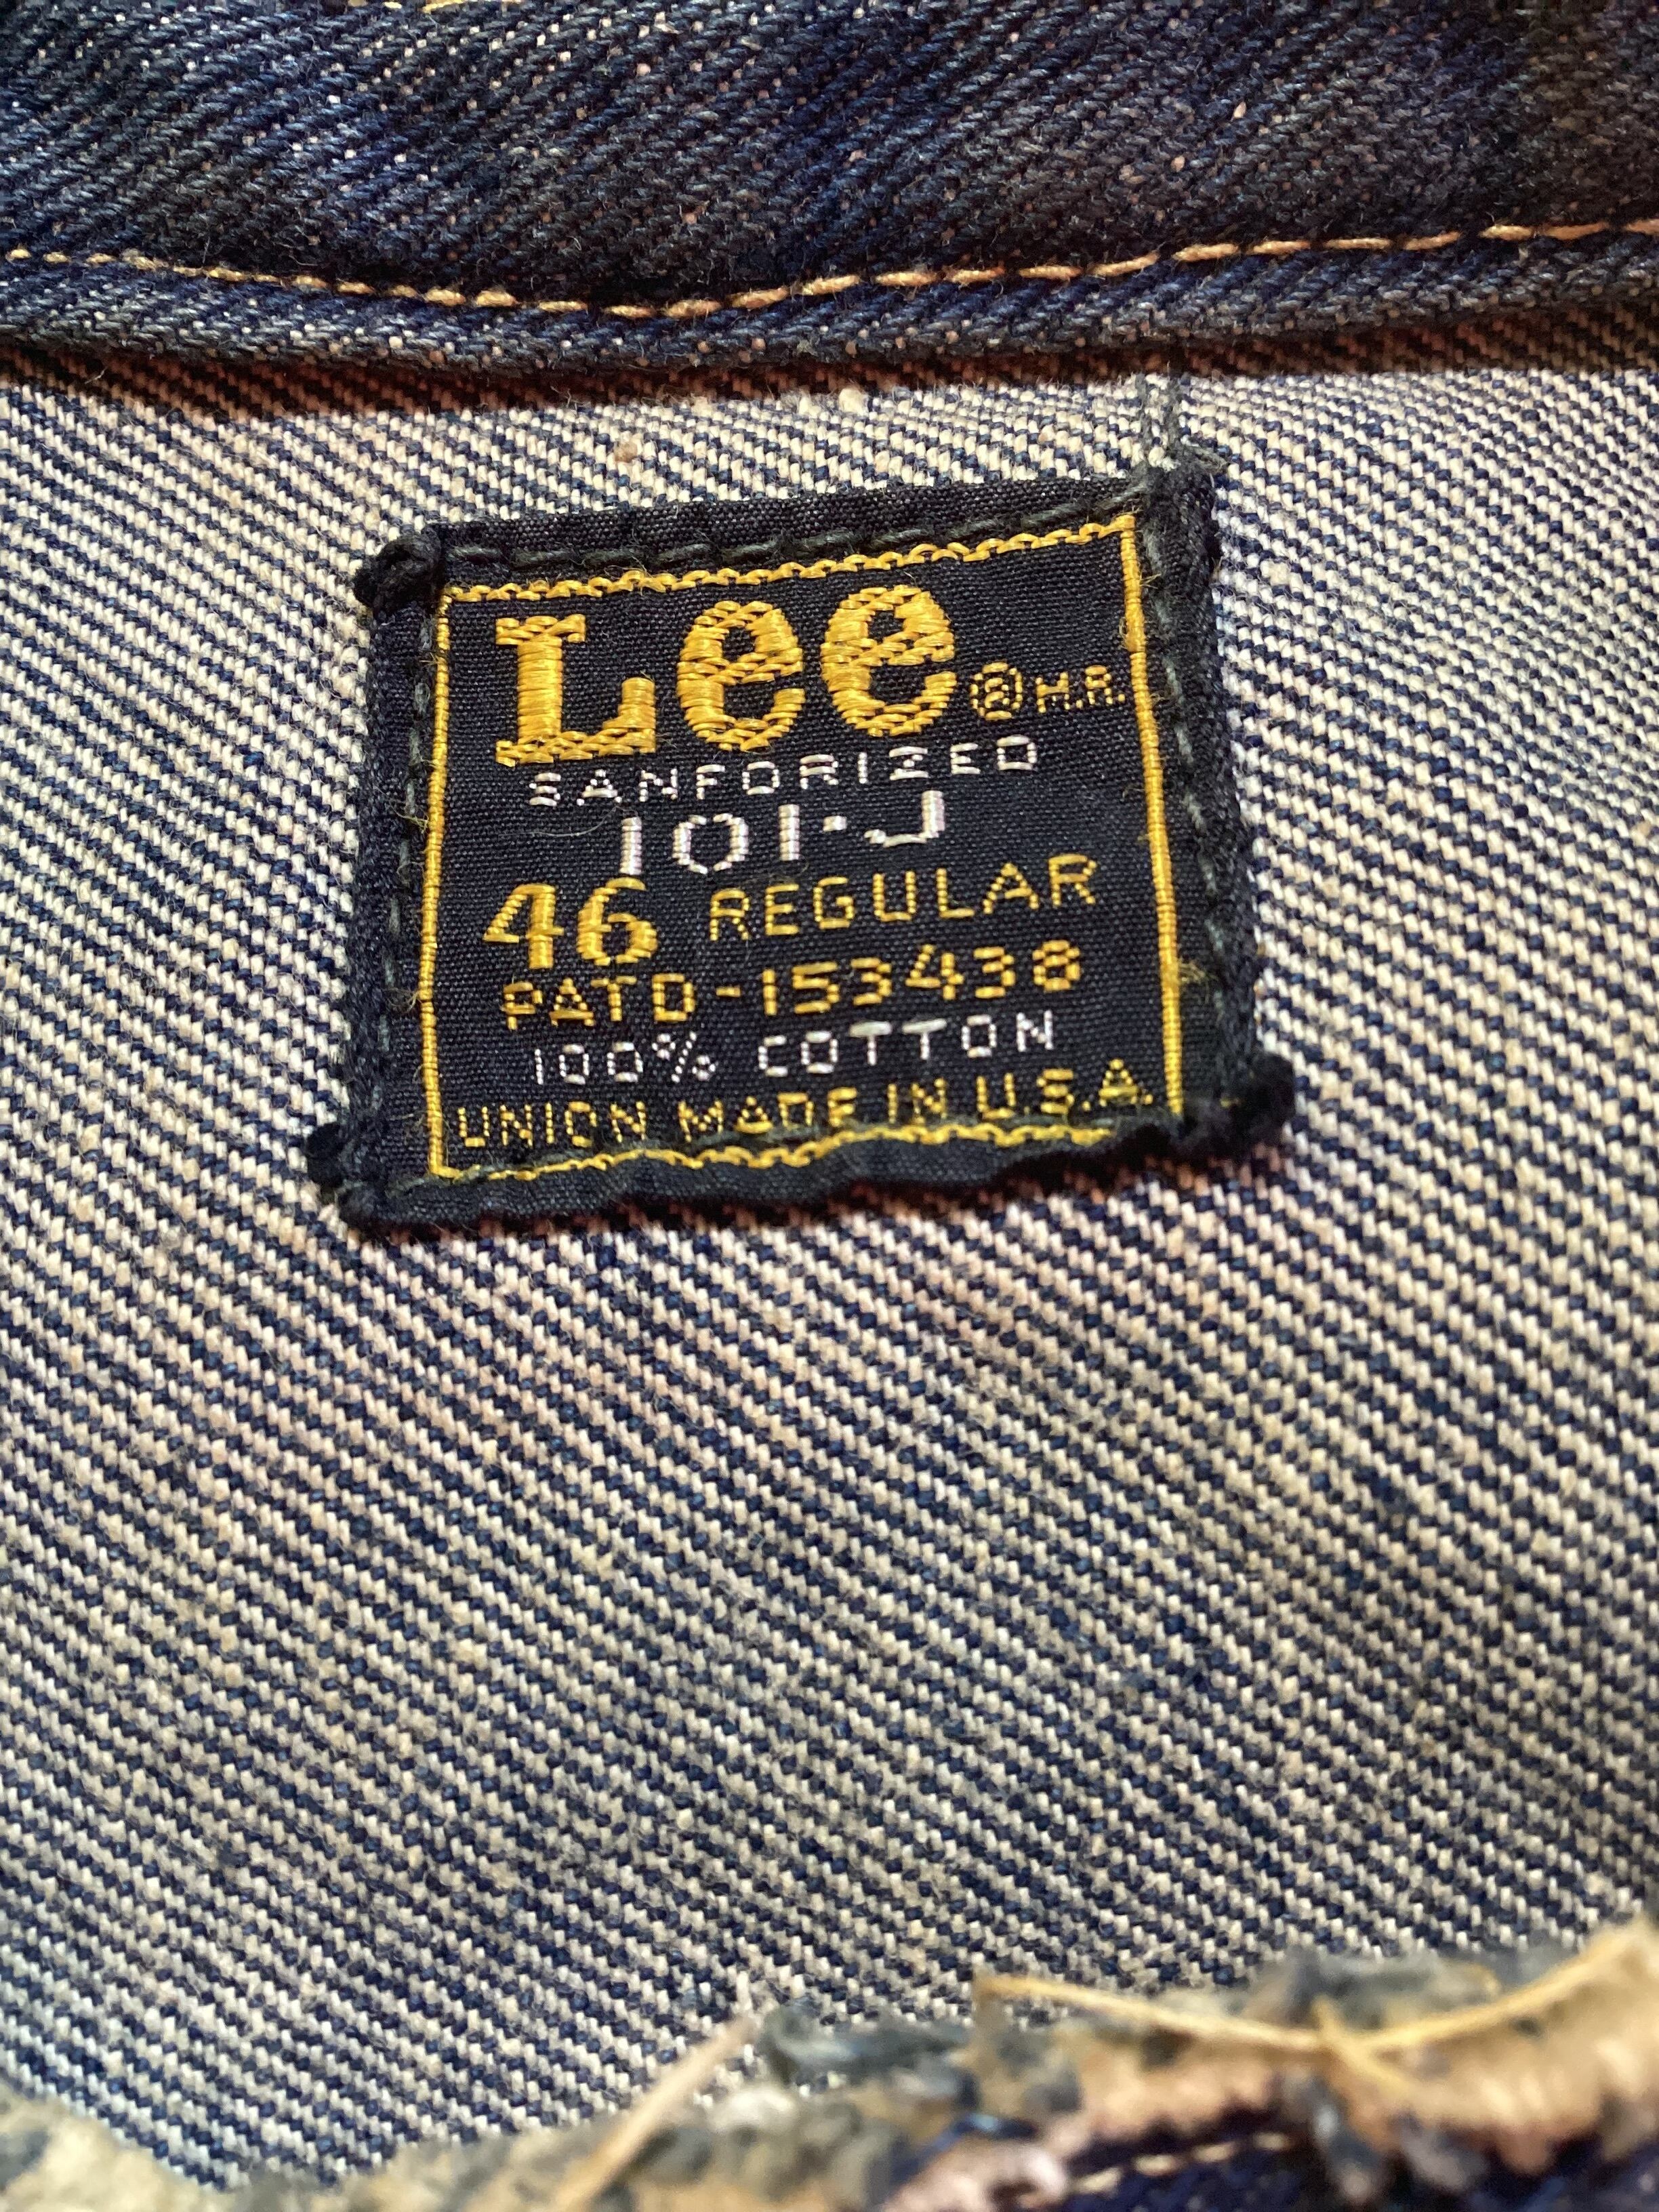 Lee ® M.R.
SANFORIZED
101-J
46 REGULAR
PATD-153438
100% COTTON
UNION MADE IN U.S.A.